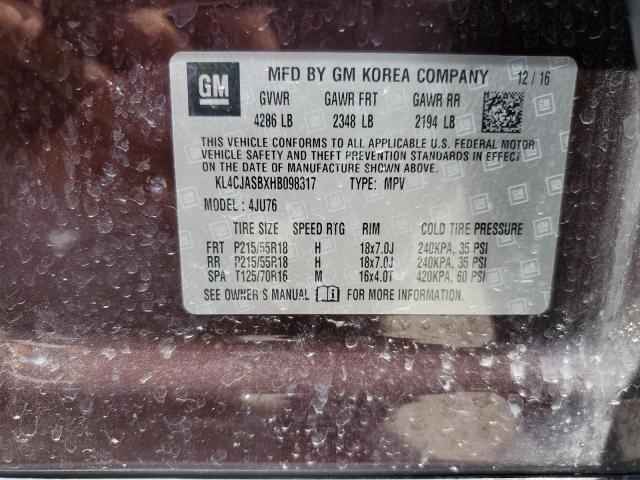 GM MFD BY GM KOREA COMPANY 12/16
GVWR GAWR FRT GAWR RR
4286 LB 2348 LB 2194 LB
THIS VEHICLE CONFORMS TO ALL APPLICABLE U.S. FEDERAL MOTOR
VEHICLE SAFETY AND THEFT PREVENTION STANDARDS IN EFFECT ON
THE DATE OF MANUFACTURE SHOWN ABOVE.
KL4CJASBXHB098317 TYPE: MPV
MODEL: 4JU76
TIRE SIZE SPEED RTG RIM COLD TIRE PRESSURE
FRT P215/55R18 H 18x7.0J 240KPA, 35 PSI
RR P215/55R18 H 18x7.0J 240KPA, 35 PSI
SPA T125/70R16 M 16x4.0T 420KPA, 60 PSI
SEE OWNER'S MANUAL FOR MORE INFORMATION.